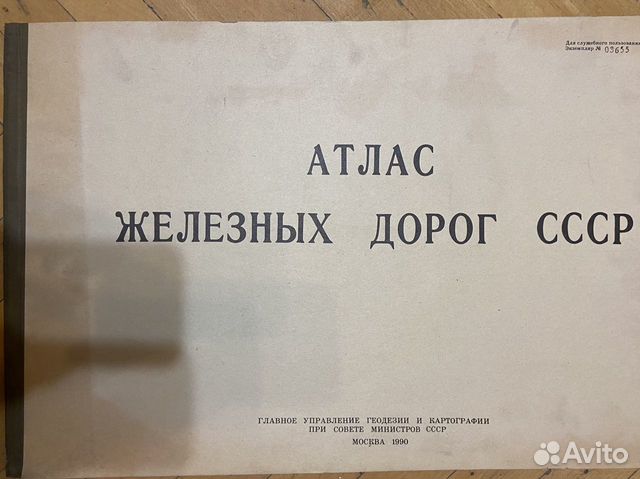 Для служебного пользования
Экземпляр № 03655
АТЛАС
ЖЕЛЕЗНЫХ ДОРОГ СССР
ГЛАВНОЕ УПРАВЛЕНИЕ ГЕОДЕЗИИ И КАРТОГРАФИИ
ПРИ СОВЕТЕ МИНИСТРОВ СССР
МОСКВА 1990
Avito